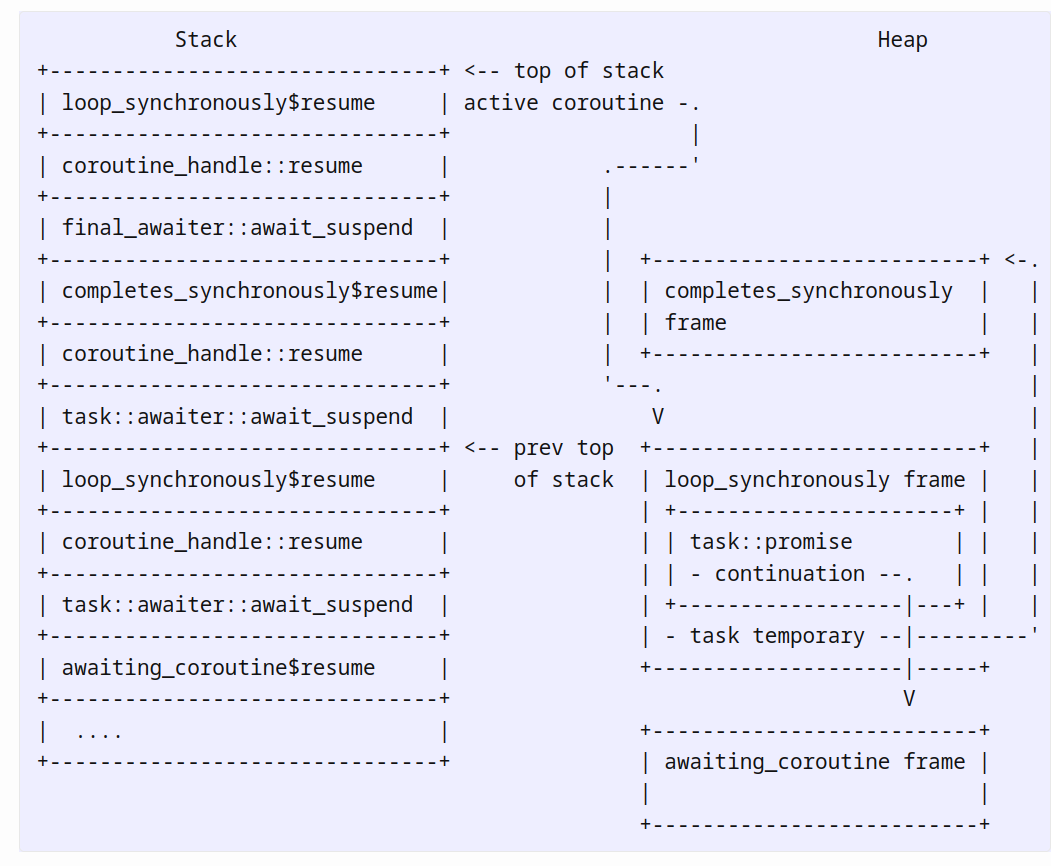 Stack                                                   Heap
+-------------------------------+ <-- top of stack
| loop_synchronously$resume     | active coroutine -.
+-------------------------------+                   |
| coroutine_handle::resume      |            .------'
+-------------------------------+            |
| final_awaiter::await_suspend  |            |
+-------------------------------+            |  +--------------------------+ <-.
| completes_synchronously$resume|            |  | completes_synchronously  |   |
+-------------------------------+            |  | frame                    |   |
| coroutine_handle::resume      |            |  +--------------------------+   |
+-------------------------------+            '---.                             |
| task::awaiter::await_suspend  |                V                             |
+-------------------------------+ <-- prev top  +--------------------------+   |
| loop_synchronously$resume     |     of stack  | loop_synchronously frame |   |
+-------------------------------+               | +----------------------+ |   |
| coroutine_handle::resume      |               | | task::promise        | |   |
+-------------------------------+               | | - continuation --.   | |   |
| task::awaiter::await_suspend  |               | +------------------|---+ |   |
+-------------------------------+               | - task temporary --|---------'
| awaiting_coroutine$resume     |               +--------------------|-----+
+-------------------------------+                                    V
|  ....                         |               +--------------------------+
+-------------------------------+               | awaiting_coroutine frame |
                                                |                          |
                                                +--------------------------+